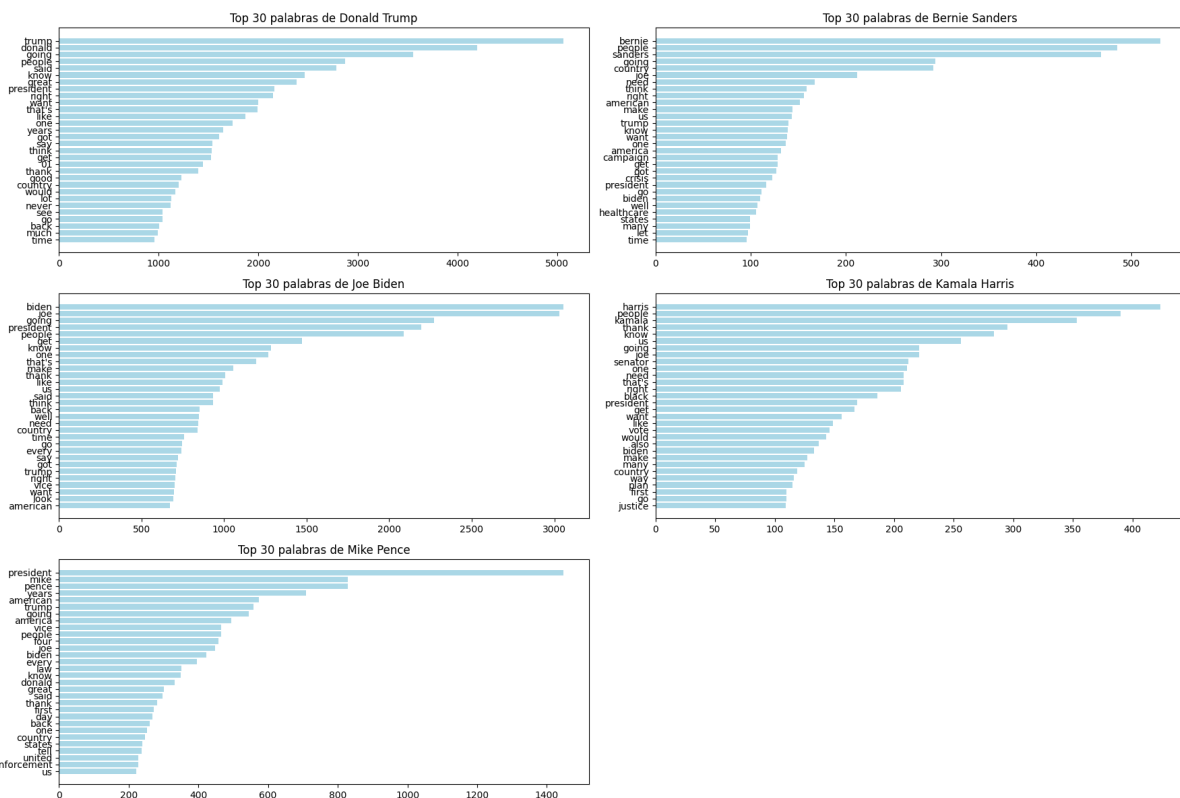 Top 30 palabras de Donald Trump
trump
donald
going
people
said
know
great
president
right
want
that's
like
one
years
got
say
think
get
01
thank
good
country
would
lot
never
see
go
back
much
time
0 1000 2000 3000 4000 5000
Top 30 palabras de Bernie Sanders
bernie
people
sanders
going
country
joe
need
think
right
american
make
us
trump
know
want
one
america
campaign
get
got
crisis
president
go
biden
well
healthcare
states
many
let
time
0 100 200 300 400 500
Top 30 palabras de Joe Biden
biden
joe
going
president
people
get
know
one
that's
make
thank
like
us
said
think
back
well
need
country
time
go
every
say
got
trump
right
vice
want
look
american
0 500 1000 1500 2000 2500 3000
Top 30 palabras de Kamala Harris
harris
people
kamala
thank
know
us
going
joe
senator
one
need
that's
right
black
president
get
want
like
vote
would
also
biden
make
many
country
way
plan
first
go
justice
0 50 100 150 200 250 300 350 400
Top 30 palabras de Mike Pence
president
mike
pence
years
american
trump
going
america
vice
people
four
joe
biden
every
law
know
donald
great
said
thank
first
day
back
one
country
states
tell
united
nforcement
us
0 200 400 600 800 1000 1200 1400